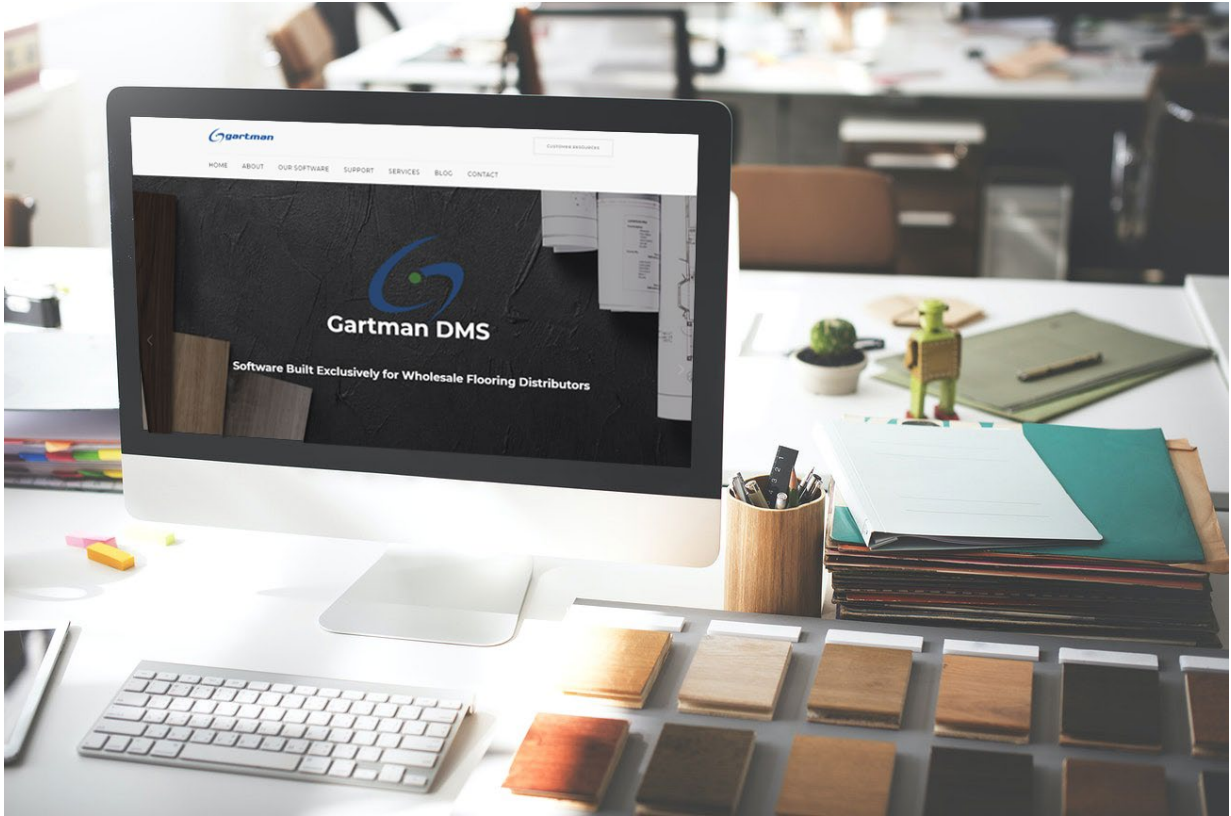 gartman
CUSTOMER RESOURCES
HOME ABOUT OUR SOFTWARE SUPPORT SERVICES BLOG CONTACT
Gartman DMS
Software Built Exclusively for Wholesale Flooring Distributors